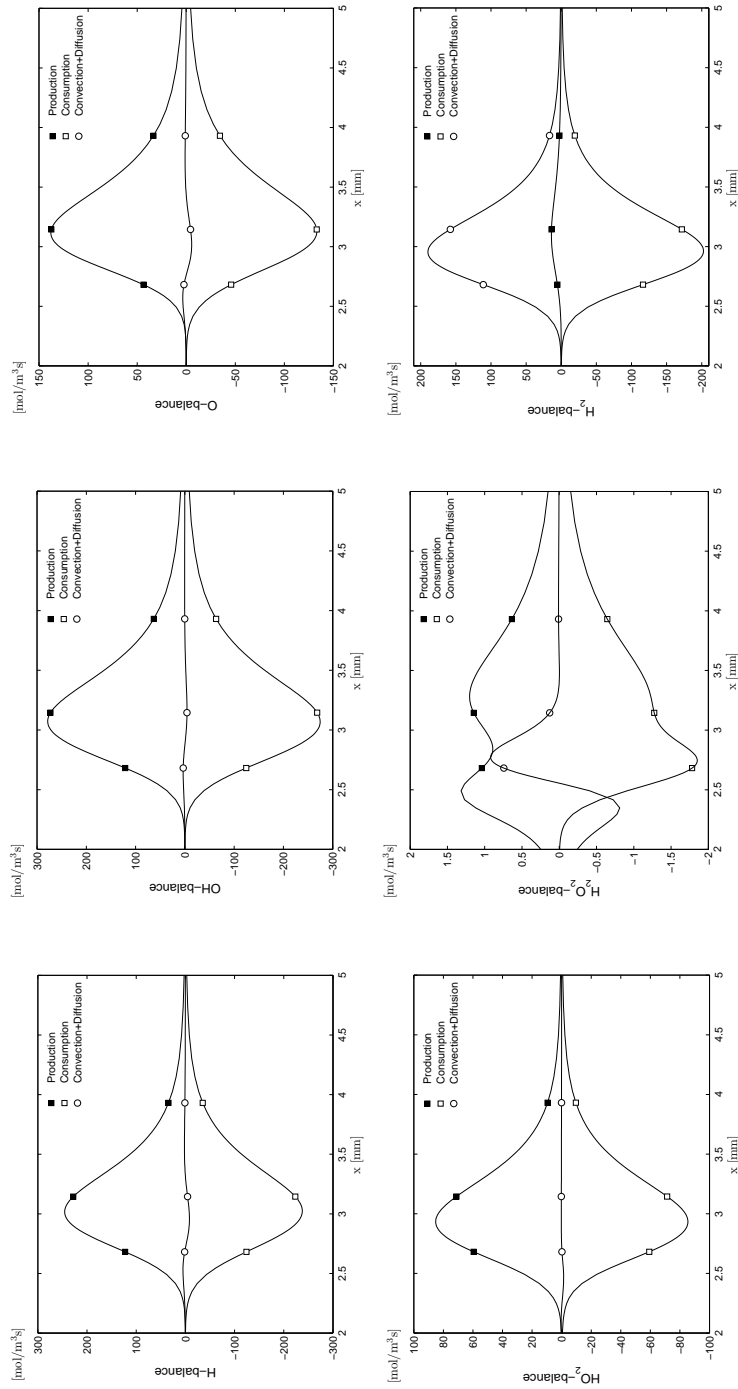 [mol/m³s]
300
200
100
0
−100
−200
−300
H−balance
Production
Consumption
Convection+Diffusion
2 2.5 3 3.5 4 4.5 5
x [mm]
[mol/m³s]
300
200
100
0
−100
−200
−300
OH−balance
Production
Consumption
Convection+Diffusion
2 2.5 3 3.5 4 4.5 5
x [mm]
[mol/m³s]
150
100
50
0
−50
−100
−150
O−balance
Production
Consumption
Convection+Diffusion
2 2.5 3 3.5 4 4.5 5
x [mm]
[mol/m³s]
100
80
60
40
20
0
−20
−40
−60
−80
−100
HO₂−balance
Production
Consumption
Convection+Diffusion
2 2.5 3 3.5 4 4.5 5
x [mm]
[mol/m³s]
2
1.5
1
0.5
0
−0.5
−1
−1.5
−2
H₂O₂−balance
Production
Consumption
Convection+Diffusion
2 2.5 3 3.5 4 4.5 5
x [mm]
[mol/m³s]
200
150
100
50
0
−50
−100
−150
−200
H₂−balance
Production
Consumption
Convection+Diffusion
2 2.5 3 3.5 4 4.5 5
x [mm]